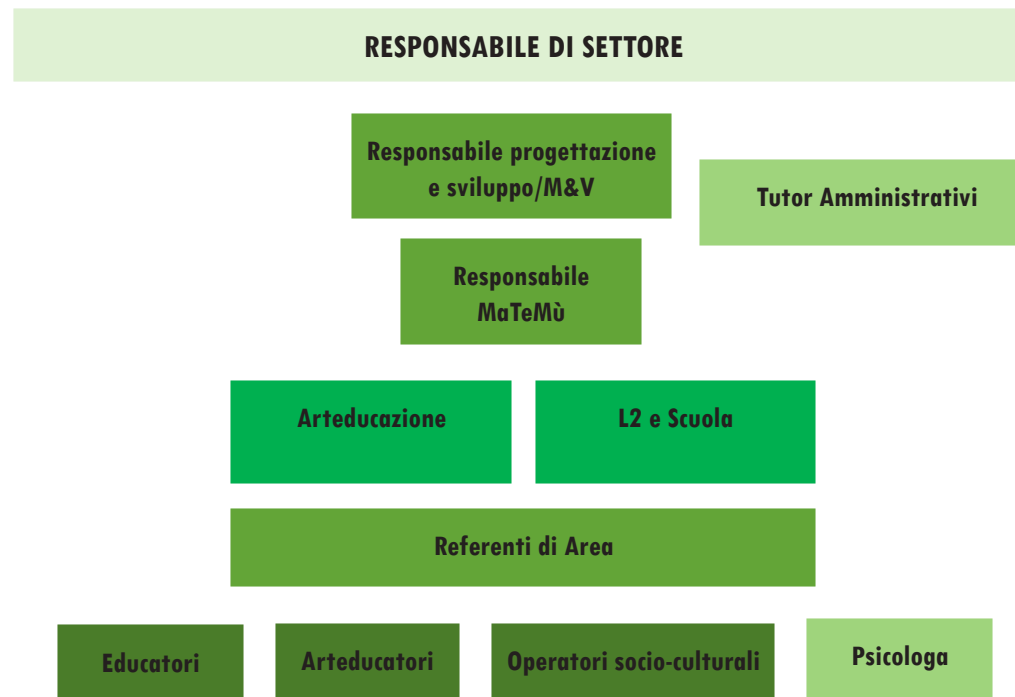 RESPONSABILE DI SETTORE
Responsabile progettazione
e sviluppo/M&V
Tutor Amministrativi
Responsabile
MaTeMù
Arteducazione
L2 e Scuola
Referenti di Area
Educatori
Arteducatori
Operatori socio-culturali
Psicologa